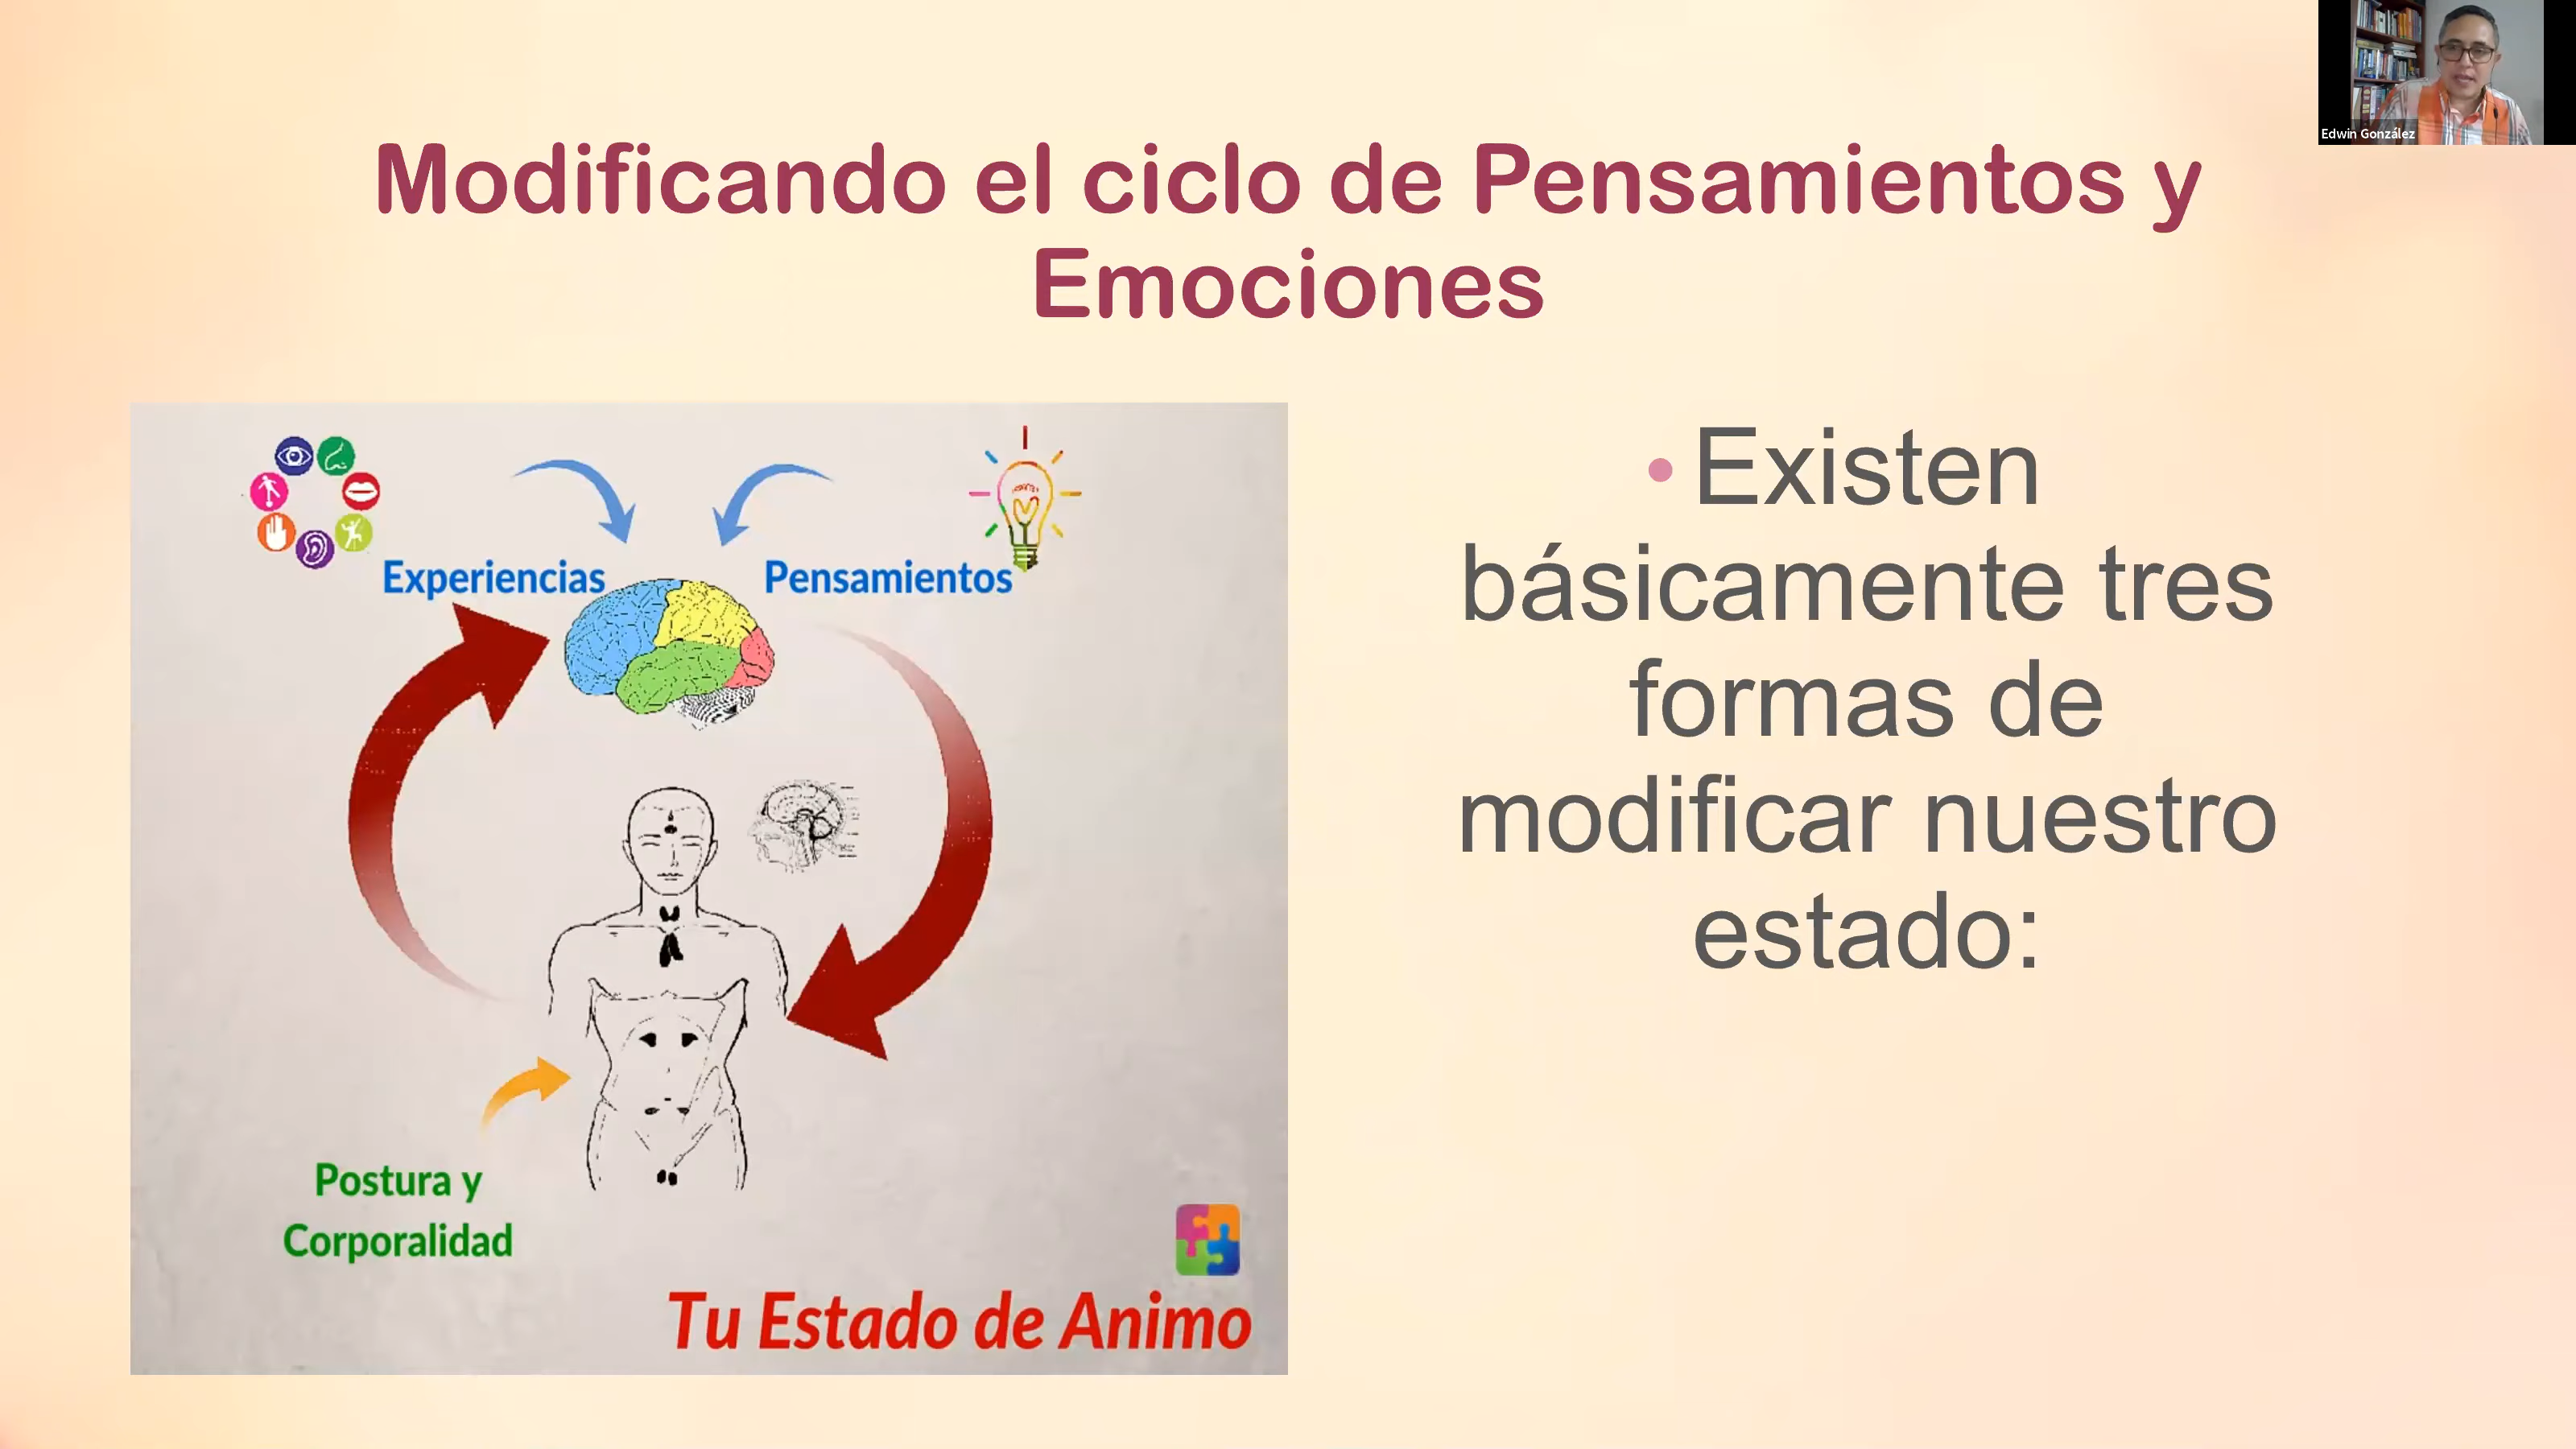 Edwin González
Modificando el ciclo de Pensamientos y
Emociones
Experiencias
Pensamientos
Postura y
Corporalidad
Tu Estado de Animo
• Existen
básicamente tres
formas de
modificar nuestro
estado: